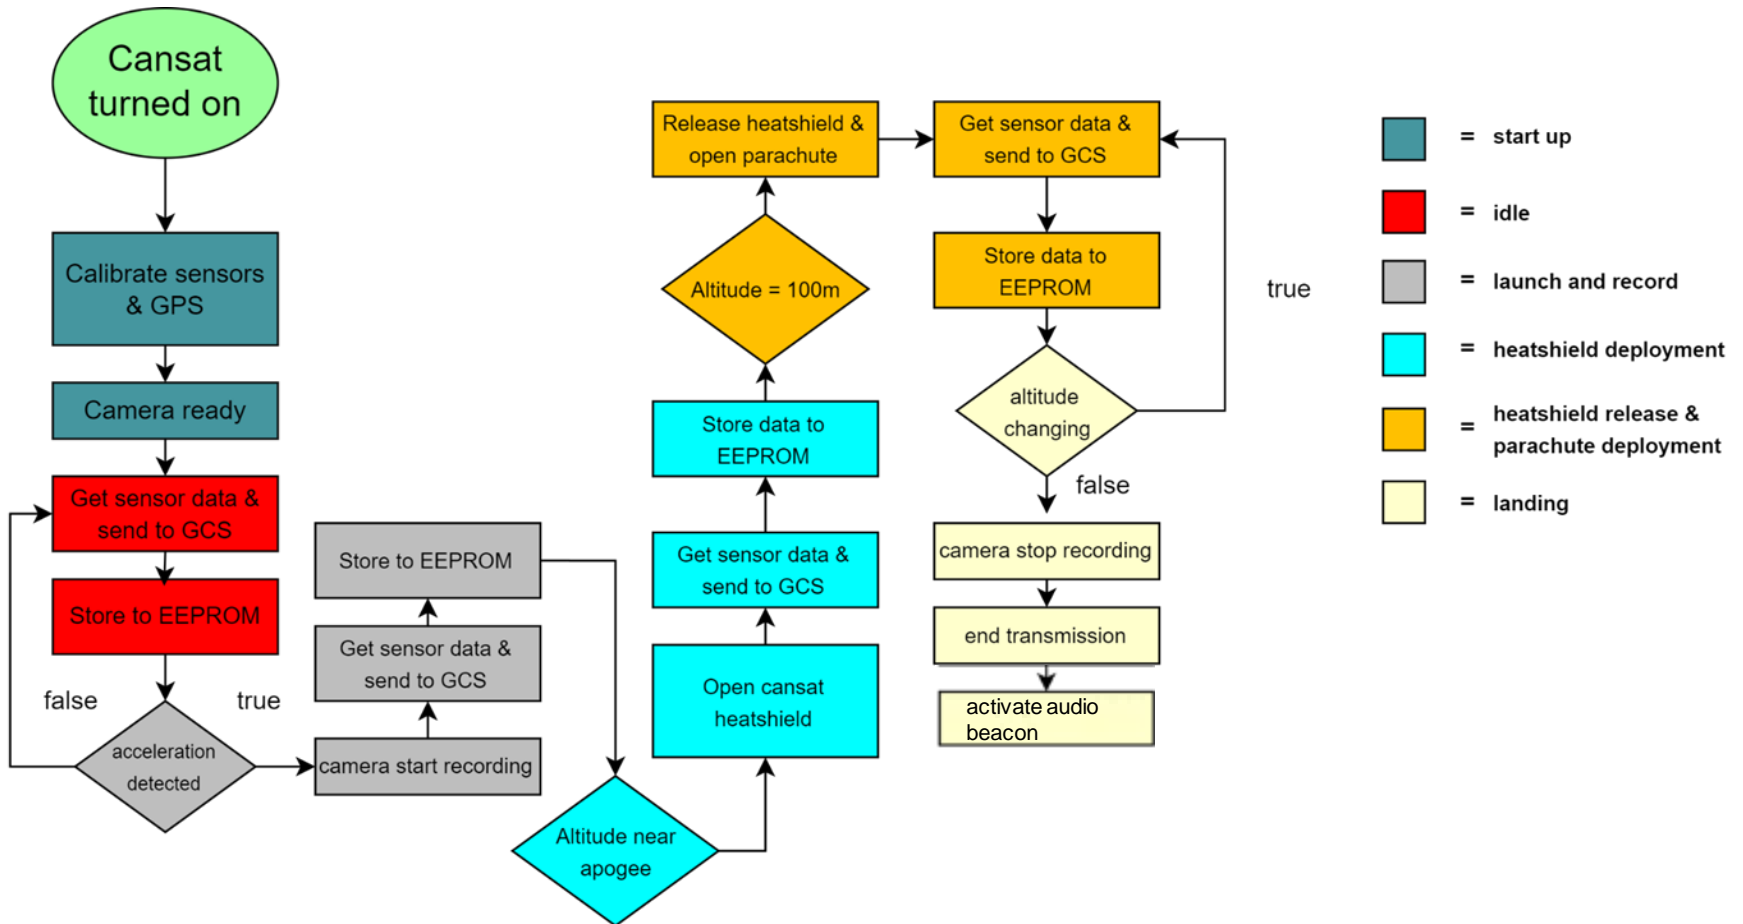 Cansat
turned on
Calibrate sensors
& GPS
Camera ready
Get sensor data &
send to GCS
Store to EEPROM
false
true
acceleration
detected
camera start recording
Get sensor data &
send to GCS
Store to EEPROM
Altitude near
apogee
Open cansat
heatshield
Get sensor data &
send to GCS
Store data to
EEPROM
Altitude = 100m
Release heatshield &
open parachute
Get sensor data &
send to GCS
Store data to
EEPROM
altitude
changing
true
false
camera stop recording
end transmission
activate audio
beacon
= start up
= idle
= launch and record
= heatshield deployment
= heatshield release &
parachute deployment
= landing